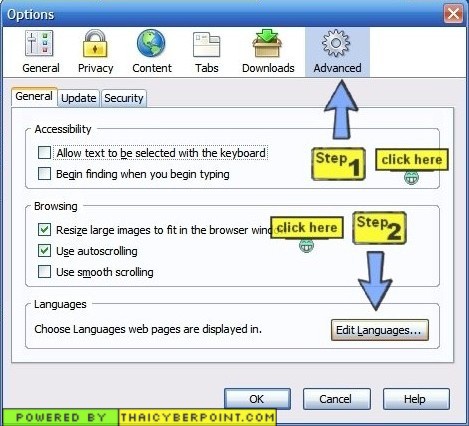 Options
General Privacy Content Tabs Downloads Advanced
General Update Security
Accessibility
Allow text to be selected with the keyboard
Step 1 click here
Begin finding when you begin typing
Browsing
Resize large images to fit in the browser wind
click here Step 2
Use autoscrolling
Use smooth scrolling
Languages
Choose Languages web pages are displayed in. Edit Languages...
OK Cancel Help
POWERED BY THAICYBERPOINT.COM